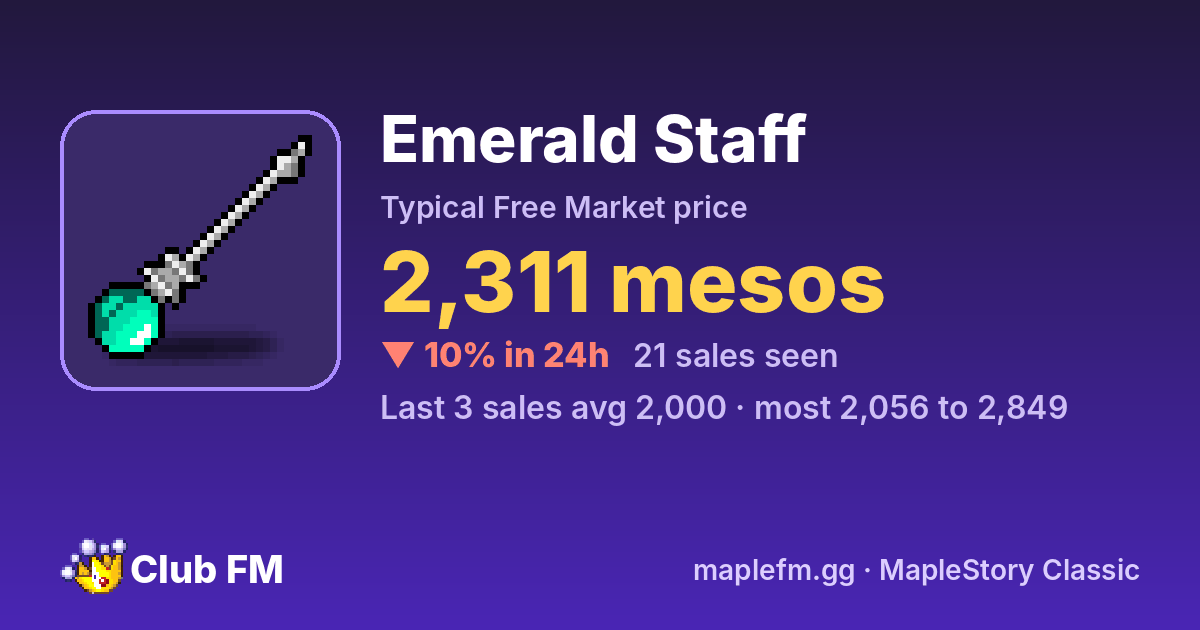 Emerald Staff
Typical Free Market price
2,311 mesos
▼ 10% in 24h 21 sales seen
Last 3 sales avg 2,000 · most 2,056 to 2,849
Club FM
maplefm.gg · MapleStory Classic